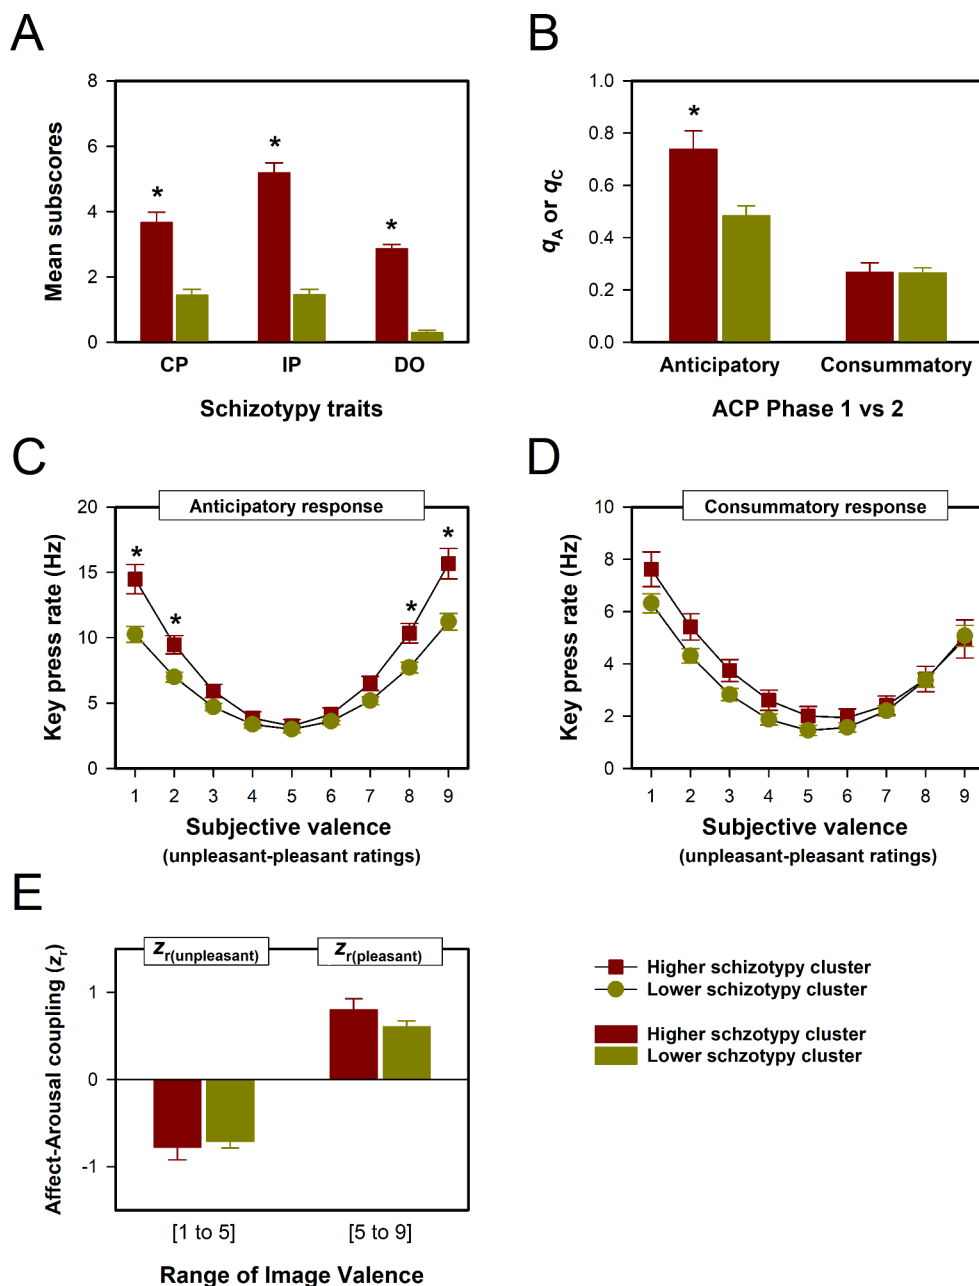 A
Mean subscores
8
6
4
2
0
*
*
*
CP IP DO
Schizotypy traits
B
qA or qC
1.0
0.8
0.6
0.4
0.2
0.0
*
Anticipatory Consummatory
ACP Phase 1 vs 2
C
Anticipatory response
Key press rate (Hz)
20
15
10
5
0
*
*
*
*
1 2 3 4 5 6 7 8 9
Subjective valence
(unpleasant-pleasant ratings)
D
Consummatory response
Key press rate (Hz)
10
8
6
4
2
0
1 2 3 4 5 6 7 8 9
Subjective valence
(unpleasant-pleasant ratings)
E
Affect-Arousal coupling (zr)
zr(unpleasant) zr(pleasant)
1
0
-1
[1 to 5] [5 to 9]
Range of Image Valence
Higher schizotypy cluster
Lower schizotypy cluster
Higher schzotypy cluster
Lower schzotypy cluster